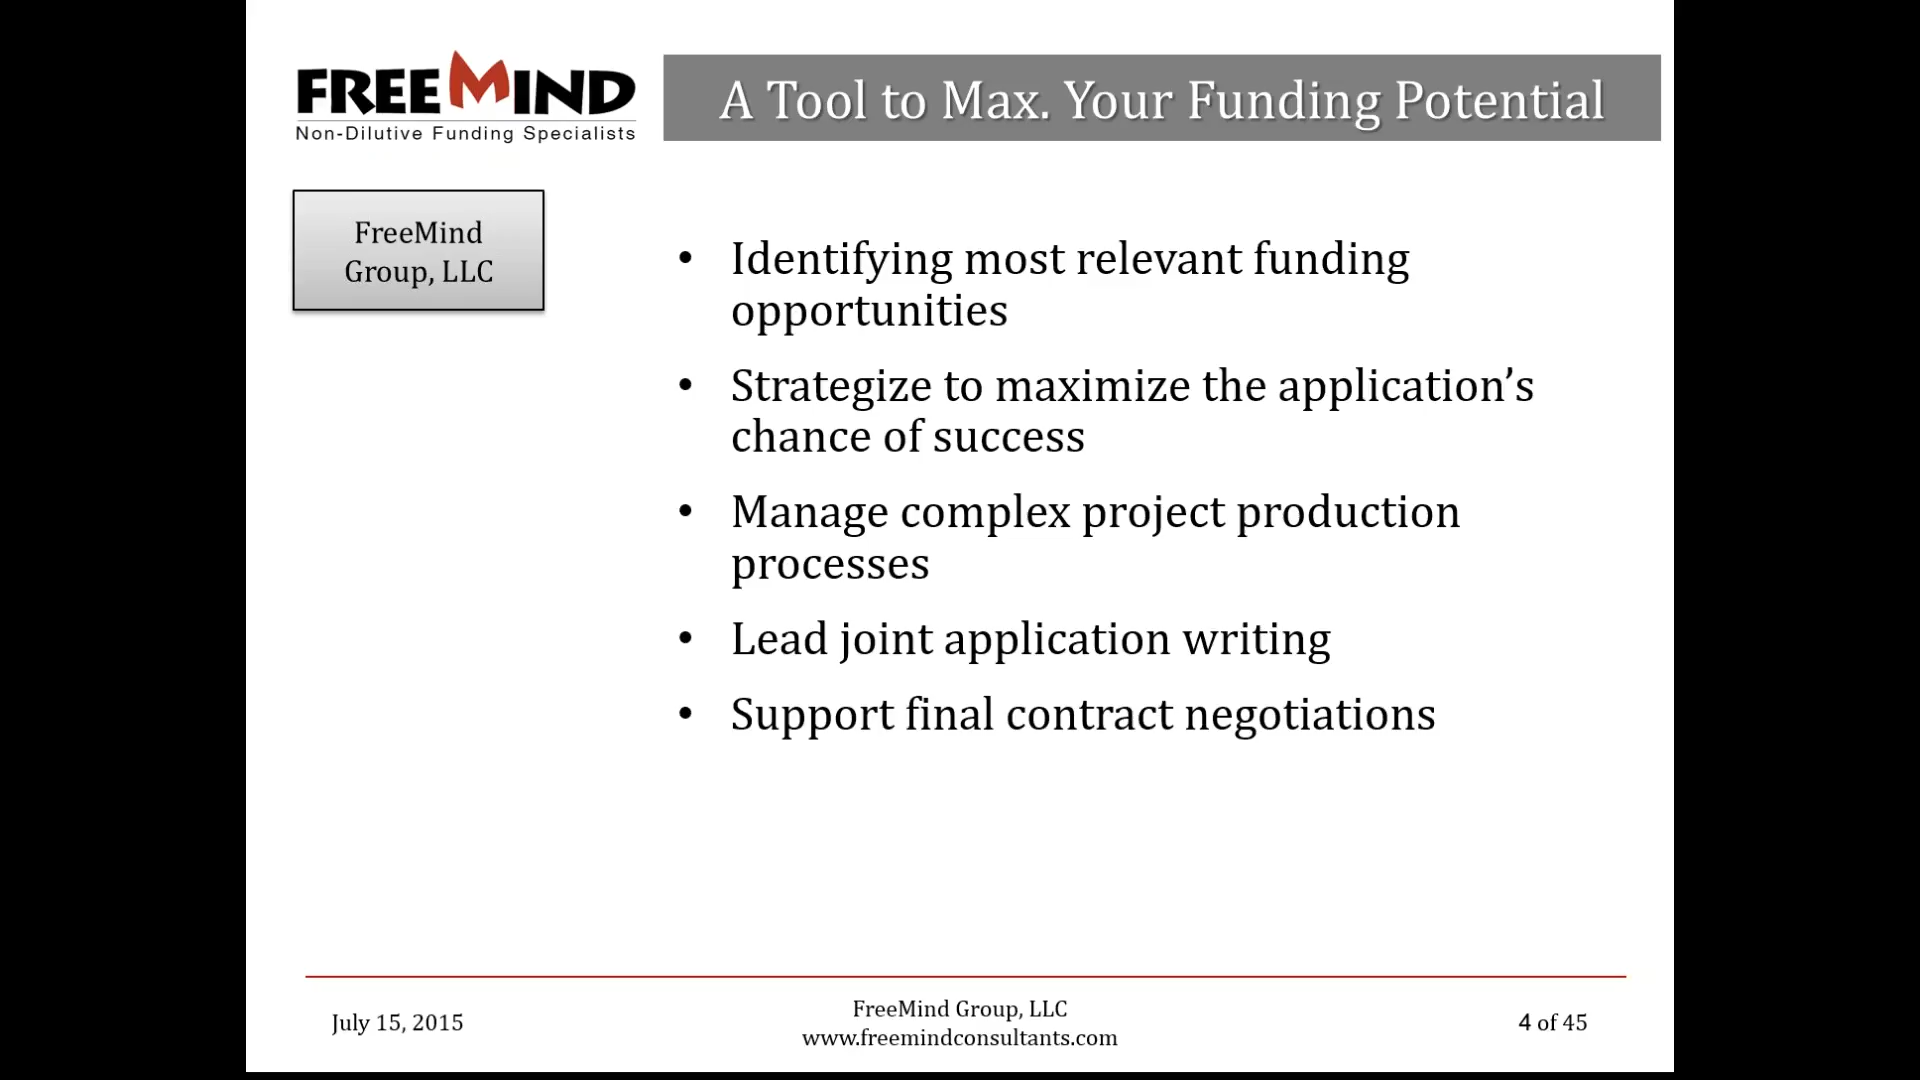 FREEMIND
Non-Dilutive Funding Specialists
A Tool to Max. Your Funding Potential
FreeMind
Group, LLC
• Identifying most relevant funding
opportunities
• Strategize to maximize the application’s
chance of success
• Manage complex project production
processes
• Lead joint application writing
• Support final contract negotiations
July 15, 2015
FreeMind Group, LLC
www.freemindconsultants.com
4 of 45